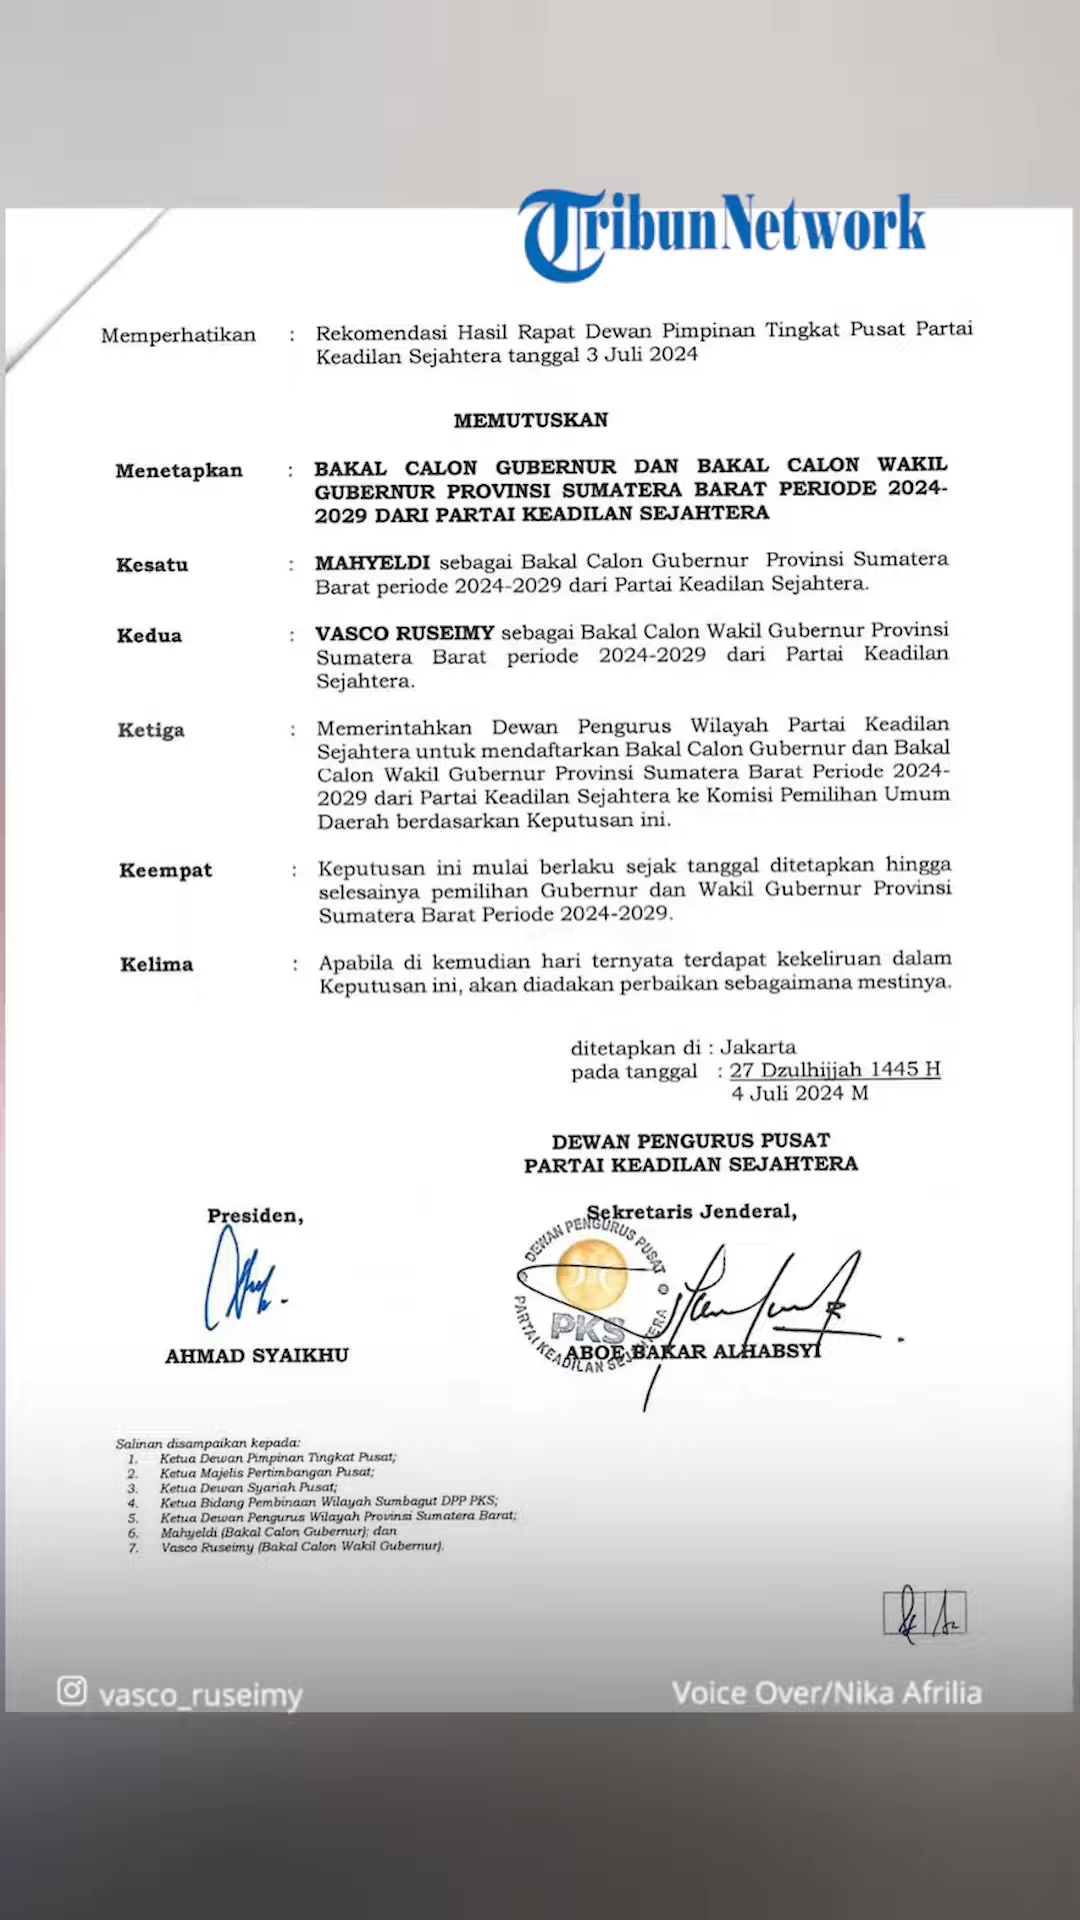 Tribun Network
Memperhatikan : Rekomendasi Hasil Rapat Dewan Pimpinan Tingkat Pusat Partai
Keadilan Sejahtera tanggal 3 Juli 2024
MEMUTUSKAN
Menetapkan : BAKAL CALON GUBERNUR DAN BAKAL CALON WAKIL
GUBERNUR PROVINSI SUMATERA BARAT PERIODE 2024-
2029 DARI PARTAI KEADILAN SEJAHTERA
Kesatu : MAHYELDI sebagai Bakal Calon Gubernur Provinsi Sumatera
Barat periode 2024-2029 dari Partai Keadilan Sejahtera.
Kedua : VASCO RUSEIMY sebagai Bakal Calon Wakil Gubernur Provinsi
Sumatera Barat periode 2024-2029 dari Partai Keadilan
Sejahtera.
Ketiga : Memerintahkan Dewan Pengurus Wilayah Partai Keadilan
Sejahtera untuk mendaftarkan Bakal Calon Gubernur dan Bakal
Calon Wakil Gubernur Provinsi Sumatera Barat Periode 2024-
2029 dari Partai Keadilan Sejahtera ke Komisi Pemilihan Umum
Daerah berdasarkan Keputusan ini.
Keempat : Keputusan ini mulai berlaku sejak tanggal ditetapkan hingga
selesainya pemilihan Gubernur dan Wakil Gubernur Provinsi
Sumatera Barat Periode 2024-2029.
Kelima : Apabila di kemudian hari ternyata terdapat kekeliruan dalam
Keputusan ini, akan diadakan perbaikan sebagaimana mestinya.
ditetapkan di : Jakarta
pada tanggal : 27 Dzulhijjah 1445 H
4 Juli 2024 M
DEWAN PENGURUS PUSAT
PARTAI KEADILAN SEJAHTERA
Presiden,
Sekretaris Jenderal,
DEWAN PENGURUS PUSAT
PKS
PARTAI KEADILAN SEJAHTERA
AHMAD SYAIKHU
ABOE BAKAR ALHABSYI
Salinan disampaikan kepada:
1. Ketua Dewan Pimpinan Tingkat Pusat;
2. Ketua Majelis Pertimbangan Pusat;
3. Ketua Dewan Syariah Pusat;
4. Ketua Bidang Pembinaan Wilayah Sumbagut DPP PKS;
5. Ketua Dewan Pengurus Wilayah Provinsi Sumatera Barat;
6. Mahyeldi (Bakal Calon Gubernur); dan
7. Vasco Ruseimy (Bakal Calon Wakil Gubernur).
vasco_ruseimy
Voice Over/Nika Afrilia